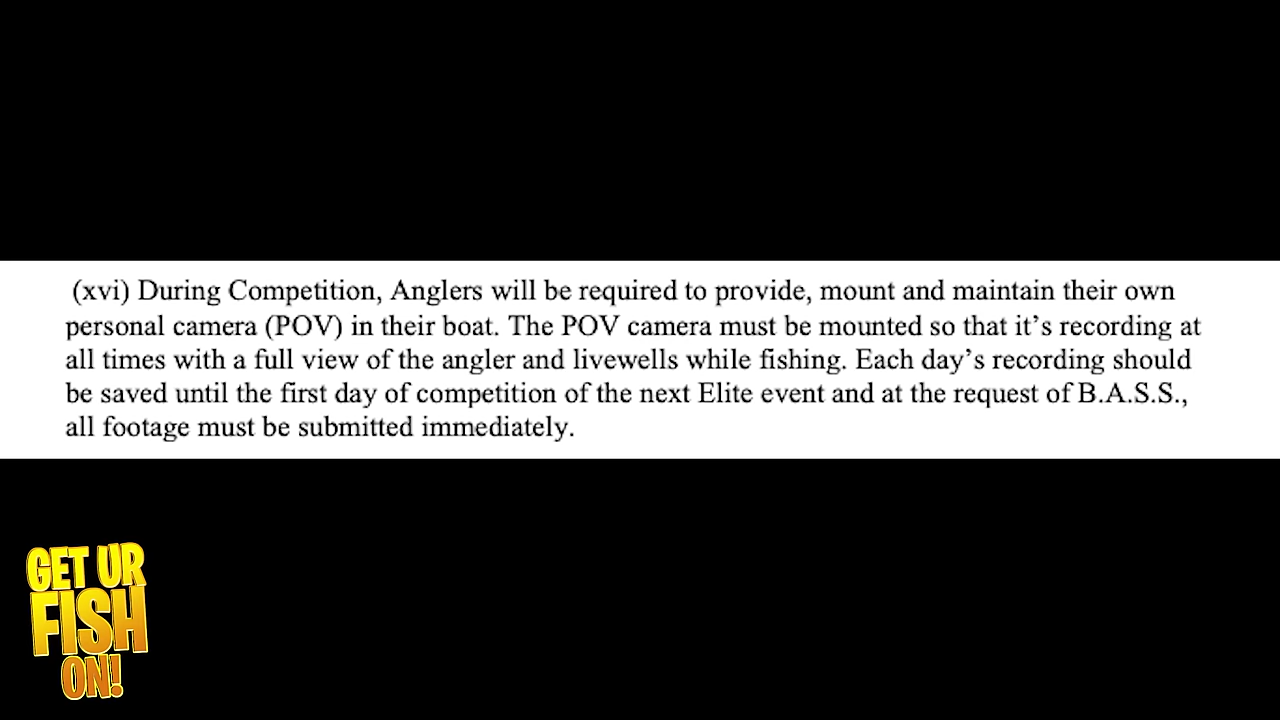 (xvi) During Competition, Anglers will be required to provide, mount and maintain their own
personal camera (POV) in their boat. The POV camera must be mounted so that it’s recording at
all times with a full view of the angler and livewells while fishing. Each day’s recording should
be saved until the first day of competition of the next Elite event and at the request of B.A.S.S.,
all footage must be submitted immediately.
GET UR
FISH
ON!